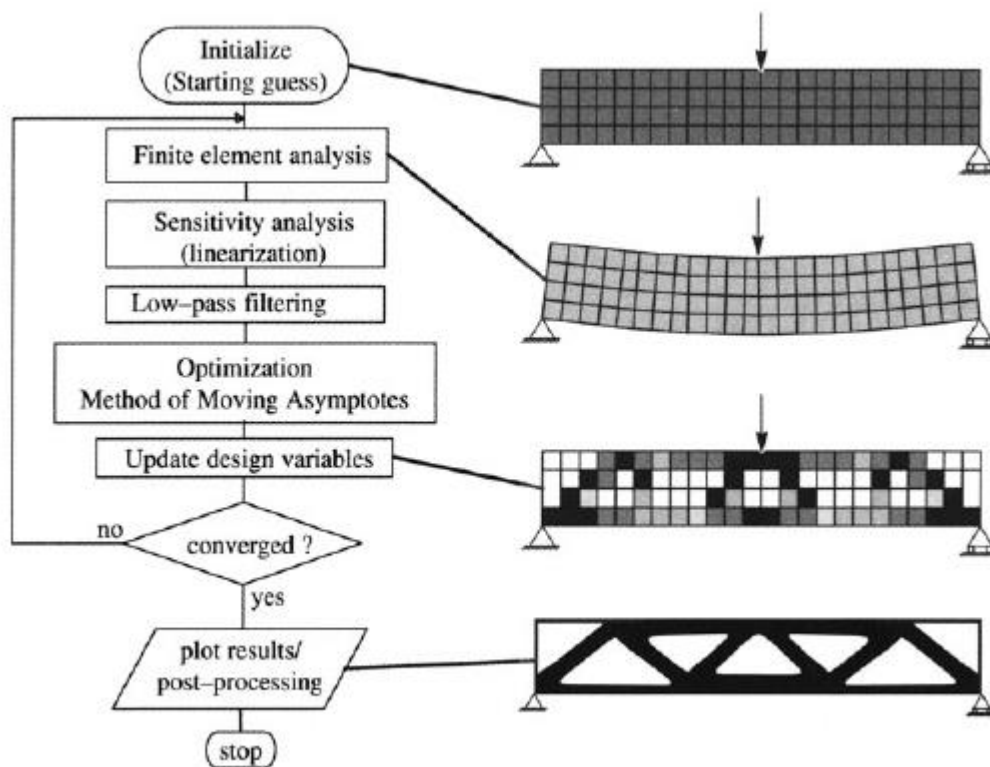 Initialize
(Starting guess)
Finite element analysis
Sensitivity analysis
(linearization)
Low–pass filtering
Optimization
Method of Moving Asymptotes
Update design variables
no
converged ?
yes
plot results/
post–processing
stop